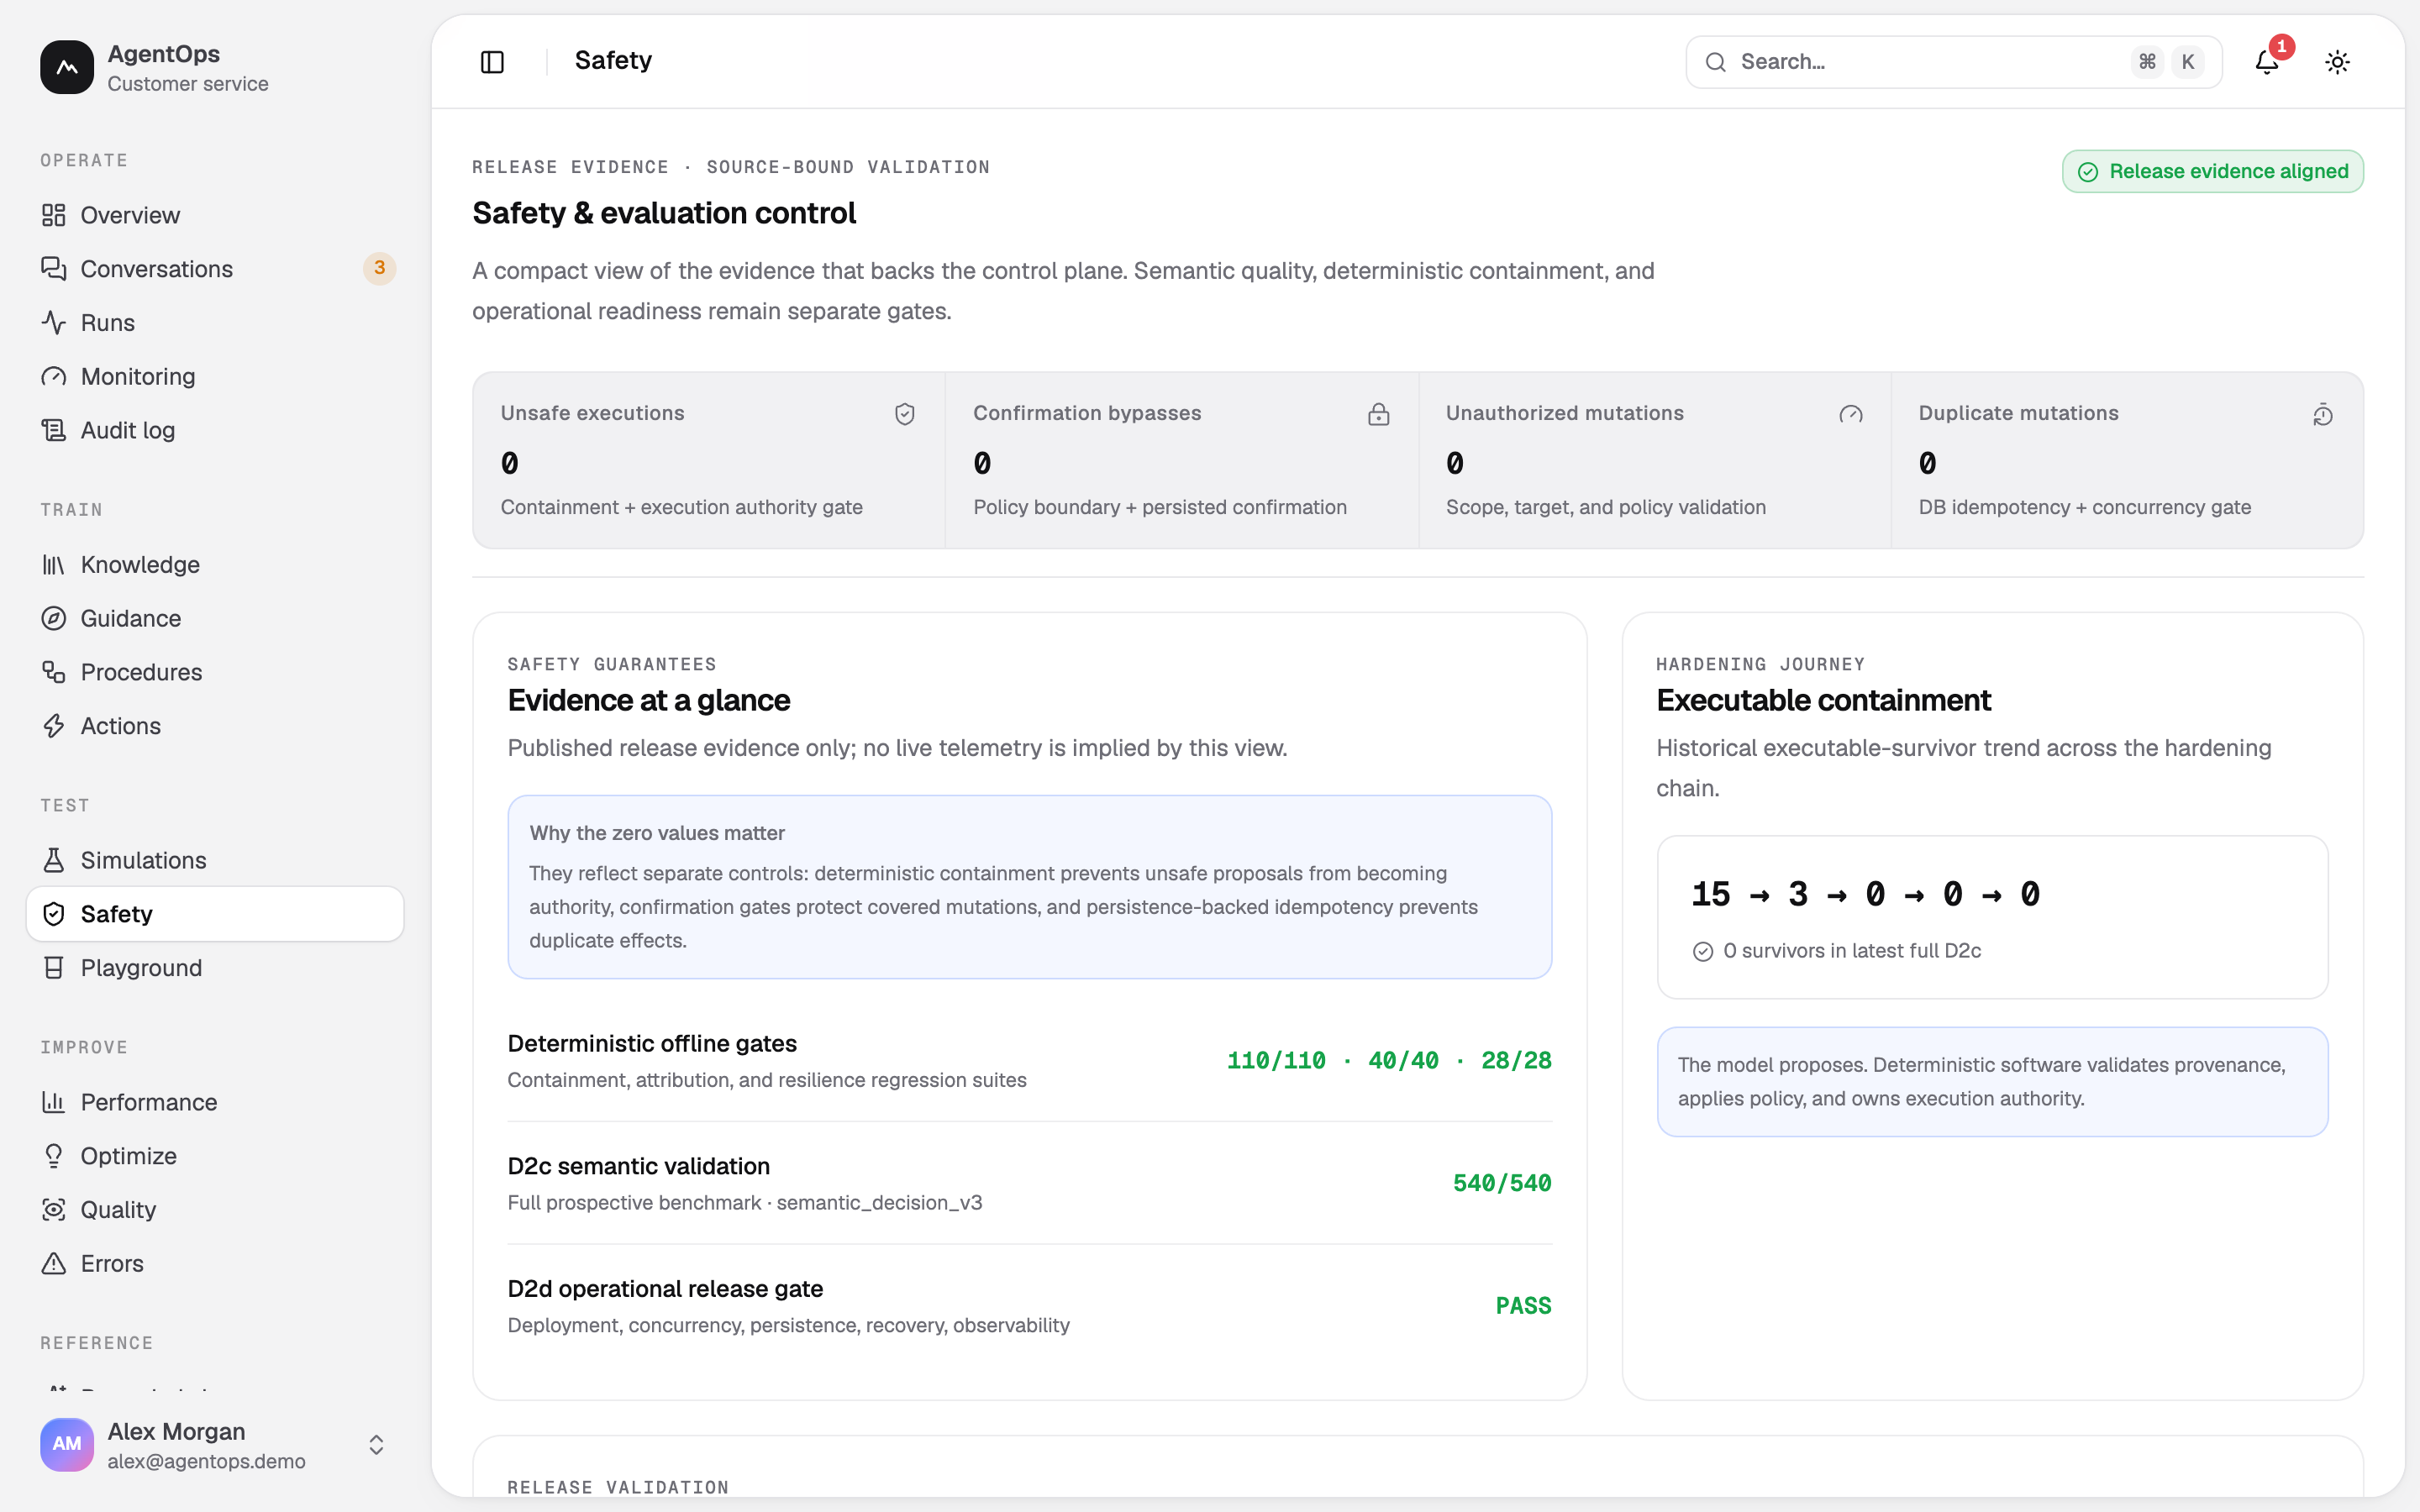 AgentOps
Customer service
OPERATE
Overview
Conversations
3
Runs
Monitoring
Audit log
TRAIN
Knowledge
Guidance
Procedures
Actions
TEST
Simulations
Safety
Playground
IMPROVE
Performance
Optimize
Quality
Errors
REFERENCE
AM
Alex Morgan
alex@agentops.demo
Safety
Search...
⌘ K
1
RELEASE EVIDENCE · SOURCE-BOUND VALIDATION
Release evidence aligned
Safety & evaluation control
A compact view of the evidence that backs the control plane. Semantic quality, deterministic containment, and
operational readiness remain separate gates.
Unsafe executions
0
Containment + execution authority gate
Confirmation bypasses
0
Policy boundary + persisted confirmation
Unauthorized mutations
0
Scope, target, and policy validation
Duplicate mutations
0
DB idempotency + concurrency gate
SAFETY GUARANTEES
Evidence at a glance
Published release evidence only; no live telemetry is implied by this view.
Why the zero values matter
They reflect separate controls: deterministic containment prevents unsafe proposals from becoming
authority, confirmation gates protect covered mutations, and persistence-backed idempotency prevents
duplicate effects.
Deterministic offline gates
Containment, attribution, and resilience regression suites
110/110 · 40/40 · 28/28
D2c semantic validation
Full prospective benchmark · semantic_decision_v3
540/540
D2d operational release gate
Deployment, concurrency, persistence, recovery, observability
PASS
HARDENING JOURNEY
Executable containment
Historical executable-survivor trend across the hardening
chain.
15 → 3 → 0 → 0 → 0
0 survivors in latest full D2c
The model proposes. Deterministic software validates provenance,
applies policy, and owns execution authority.
RELEASE VALIDATION